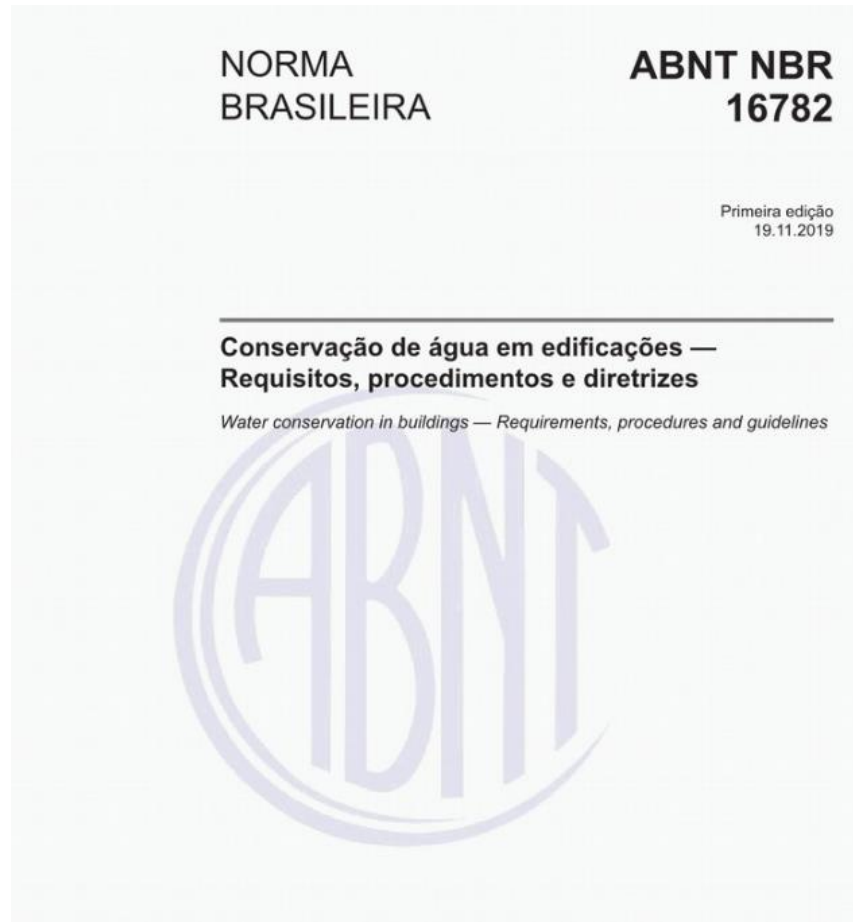 NORMA
BRASILEIRA
ABNT NBR
16782
Primeira edição
19.11.2019
Conservação de água em edificações —
Requisitos, procedimentos e diretrizes
Water conservation in buildings — Requirements, procedures and guidelines
ABNT